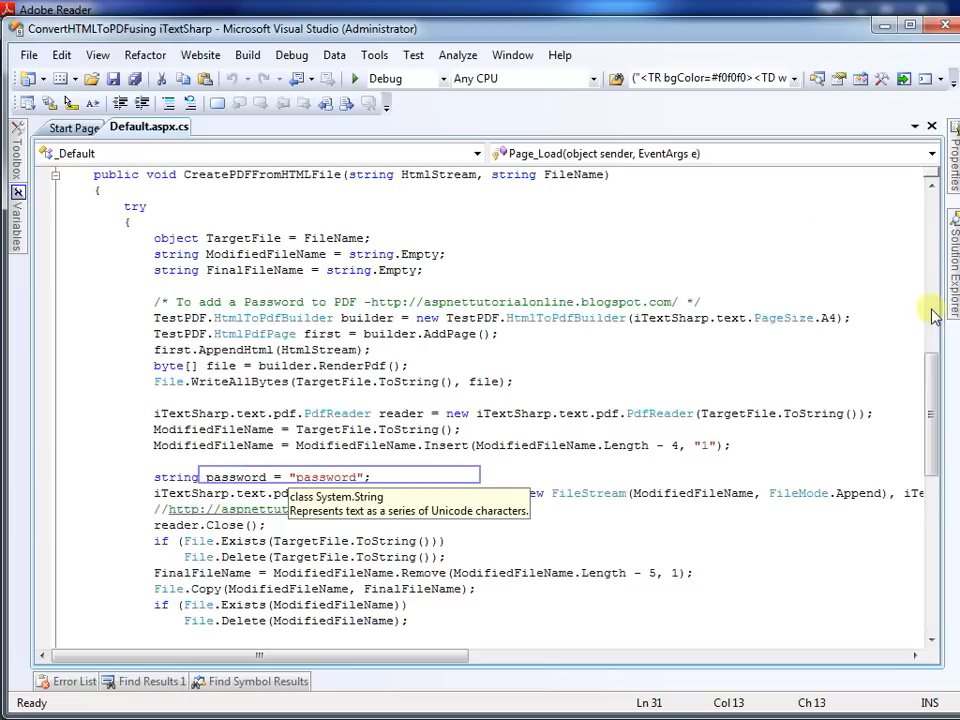 Adobe Reader
ConvertHTMLToPDFusing iTextSharp - Microsoft Visual Studio (Administrator)
File Edit View Refactor Website Build Debug Data Tools Test Analyze Window Help
Debug Any CPU ("<TR bgColor=#f0f0f0><TD w
Start Page Default.aspx.cs
_Default Page_Load(object sender, EventArgs e)
Toolbox
Variables
Properties
Solution Explorer
public void CreatePDFFromHTMLFile(string HtmlStream, string FileName)
{
try
{
object TargetFile = FileName;
string ModifiedFileName = string.Empty;
string FinalFileName = string.Empty;
/* To add a Password to PDF -http://aspnettutorialonline.blogspot.com/ */
TestPDF.HtmlToPdfBuilder builder = new TestPDF.HtmlToPdfBuilder(iTextSharp.text.PageSize.A4);
TestPDF.HtmlPdfPage first = builder.AddPage();
first.AppendHtml(HtmlStream);
byte[] file = builder.RenderPdf();
File.WriteAllBytes(TargetFile.ToString(), file);
iTextSharp.text.pdf.PdfReader reader = new iTextSharp.text.pdf.PdfReader(TargetFile.ToString());
ModifiedFileName = TargetFile.ToString();
ModifiedFileName = ModifiedFileName.Insert(ModifiedFileName.Length - 4, "1");
string password = "password";
iTextSharp.text.pd ew FileStream(ModifiedFileName, FileMode.Append), iTe
class System.String
Represents text as a series of Unicode characters.
//http://aspnettut
reader.Close();
if (File.Exists(TargetFile.ToString()))
File.Delete(TargetFile.ToString());
FinalFileName = ModifiedFileName.Remove(ModifiedFileName.Length - 5, 1);
File.Copy(ModifiedFileName, FinalFileName);
if (File.Exists(ModifiedFileName))
File.Delete(ModifiedFileName);
Error List Find Results 1 Find Symbol Results
Ready Ln 31 Col 13 Ch 13 INS